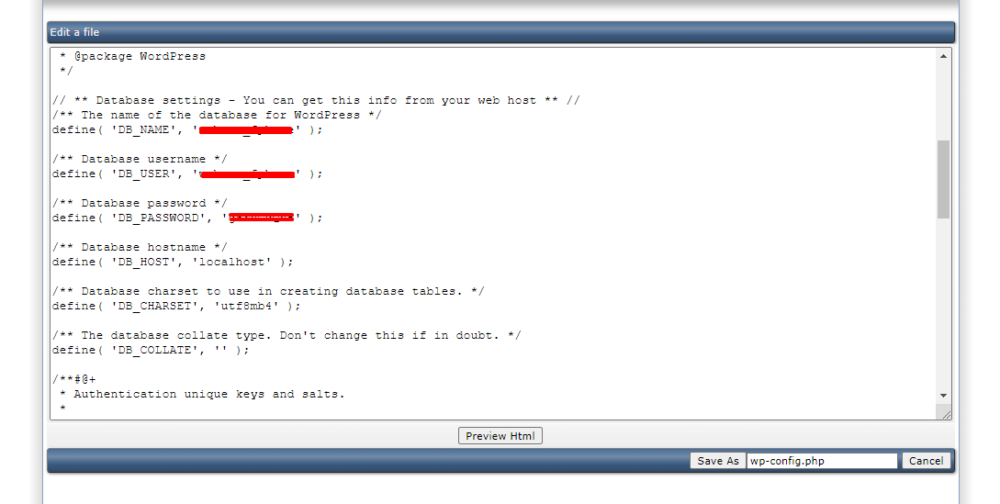 Edit a file
* @package WordPress
*/
// ** Database settings - You can get this info from your web host ** //
/** The name of the database for WordPress */
define( 'DB_NAME', '' );
/** Database username */
define( 'DB_USER', '' );
/** Database password */
define( 'DB_PASSWORD', '' );
/** Database hostname */
define( 'DB_HOST', 'localhost' );
/** Database charset to use in creating database tables. */
define( 'DB_CHARSET', 'utf8mb4' );
/** The database collate type. Don't change this if in doubt. */
define( 'DB_COLLATE', '' );
/**#@+
* Authentication unique keys and salts.
*
Preview Html
Save As wp-config.php Cancel